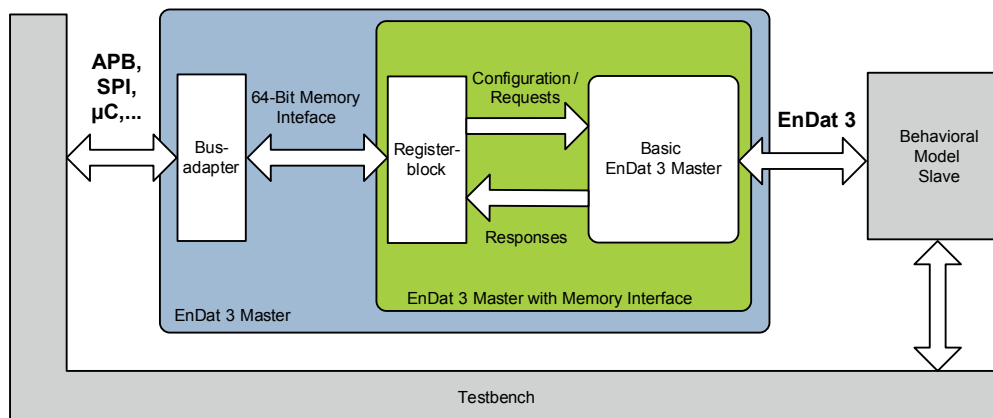 APB,
SPI,
µC,...
Bus-
adapter
64-Bit Memory
Inteface
Register-
block
Configuration /
Requests
Responses
Basic
EnDat 3 Master
EnDat 3
Behavioral
Model
Slave
EnDat 3 Master with Memory Interface
EnDat 3 Master
Testbench